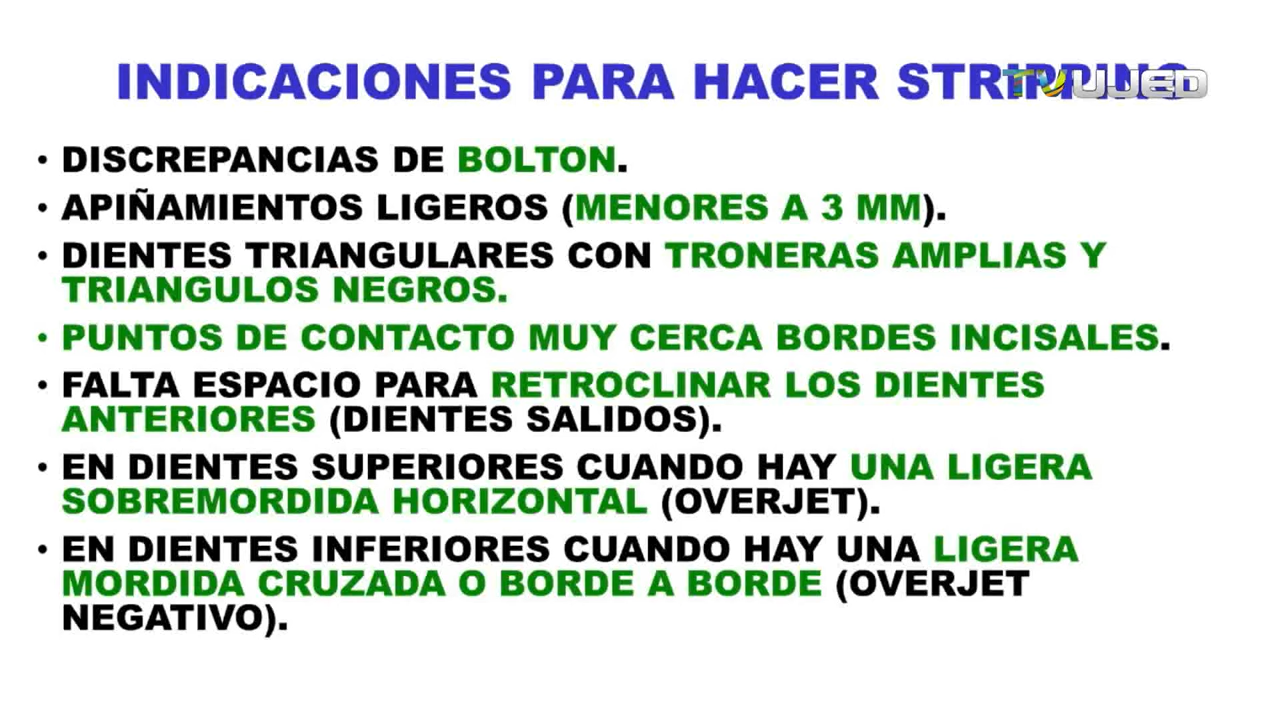 INDICACIONES PARA HACER STRIPPING
TVUJED
• DISCREPANCIAS DE BOLTON.
• APIÑAMIENTOS LIGEROS (MENORES A 3 MM).
• DIENTES TRIANGULARES CON TRONERAS AMPLIAS Y
TRIANGULOS NEGROS.
• PUNTOS DE CONTACTO MUY CERCA BORDES INCISALES.
• FALTA ESPACIO PARA RETROCLINAR LOS DIENTES
ANTERIORES (DIENTES SALIDOS).
• EN DIENTES SUPERIORES CUANDO HAY UNA LIGERA
SOBREMORDIDA HORIZONTAL (OVERJET).
• EN DIENTES INFERIORES CUANDO HAY UNA LIGERA
MORDIDA CRUZADA O BORDE A BORDE (OVERJET
NEGATIVO).